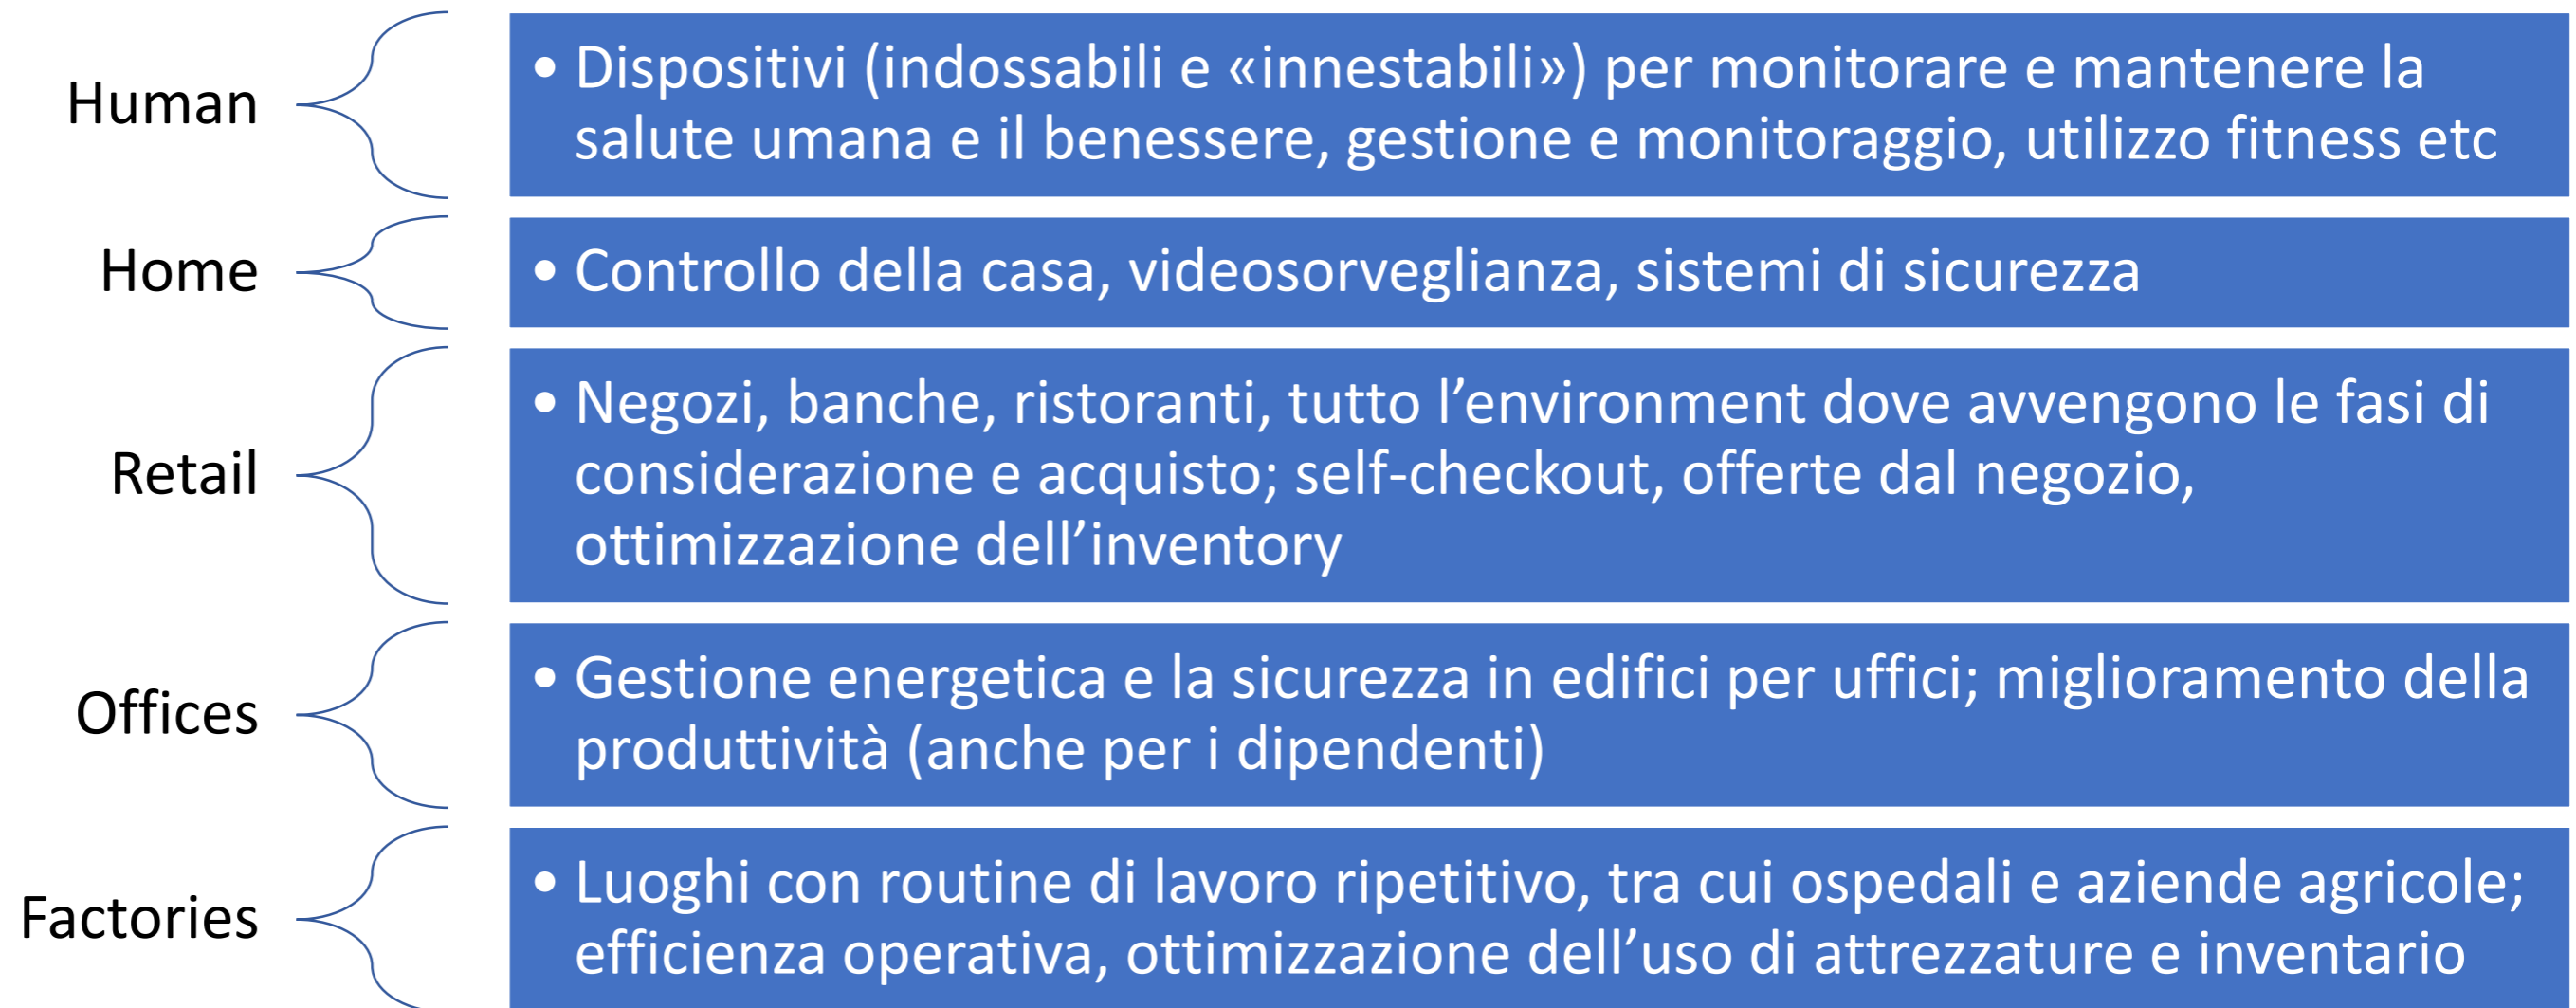 Human
• Dispositivi (indossabili e «innestabili») per monitorare e mantenere la
salute umana e il benessere, gestione e monitoraggio, utilizzo fitness etc
Home
• Controllo della casa, videosorveglianza, sistemi di sicurezza
Retail
• Negozi, banche, ristoranti, tutto l’environment dove avvengono le fasi di
considerazione e acquisto; self-checkout, offerte dal negozio,
ottimizzazione dell’inventory
Offices
• Gestione energetica e la sicurezza in edifici per uffici; miglioramento della
produttività (anche per i dipendenti)
Factories
• Luoghi con routine di lavoro ripetitivo, tra cui ospedali e aziende agricole;
efficienza operativa, ottimizzazione dell’uso di attrezzature e inventario